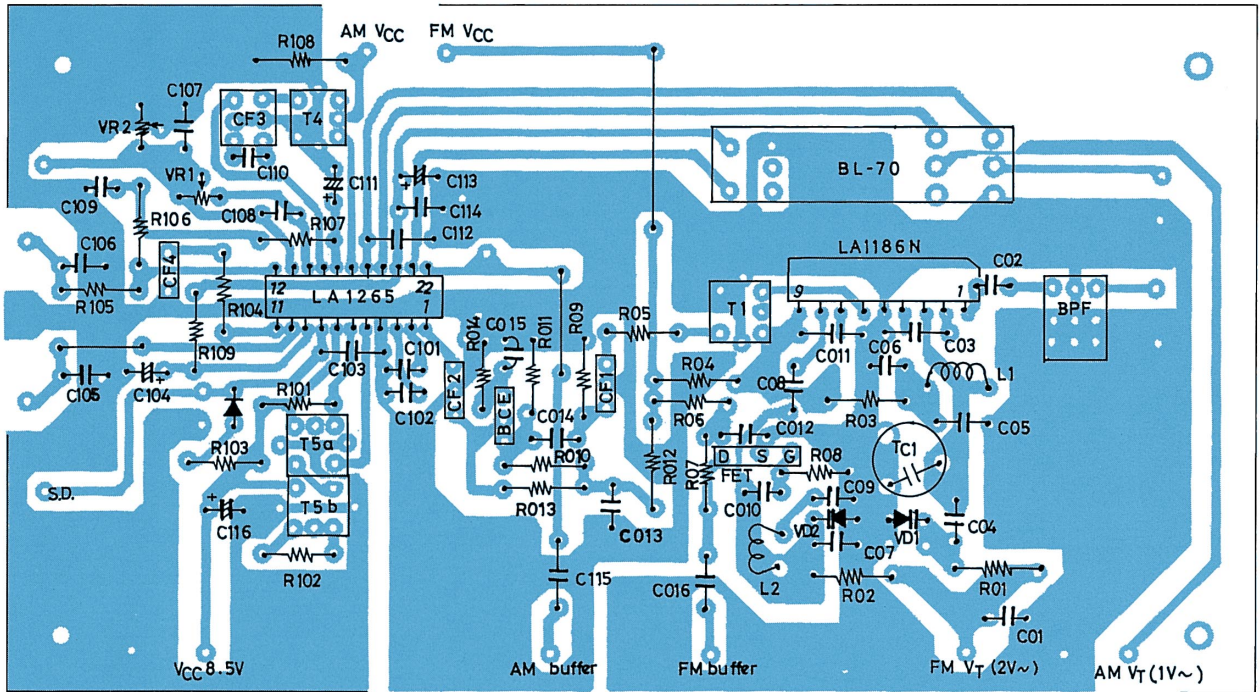 AM VCC
FM VCC
R108
C107
VR2
CF3
T4
C110
BL-70
VR1
C111
C113
C109
C108
C114
R106
R107
C112
C106
CF4
LA1186N
C02
R105
R104
12
22
LA1265
11
1
T1
9
1
BPF
R109
R014
C015
R011
R09
R05
C011
C06
C03
C103
C101
CF2
CF1
R04
C08
L1
C105
C104
R101
C102
BCE
C014
R06
C012
R03
C05
R103
T5a
R010
R012
R07
D S G
FET
R08
TC1
S.D.
T5b
R013
C010
C09
C116
C013
VD2
VD1
C04
R102
C115
C016
L2
C07
R02
R01
C01
VCC 8.5V
AM buffer
FM buffer
FM VT (2V~)
AM VT (1V~)